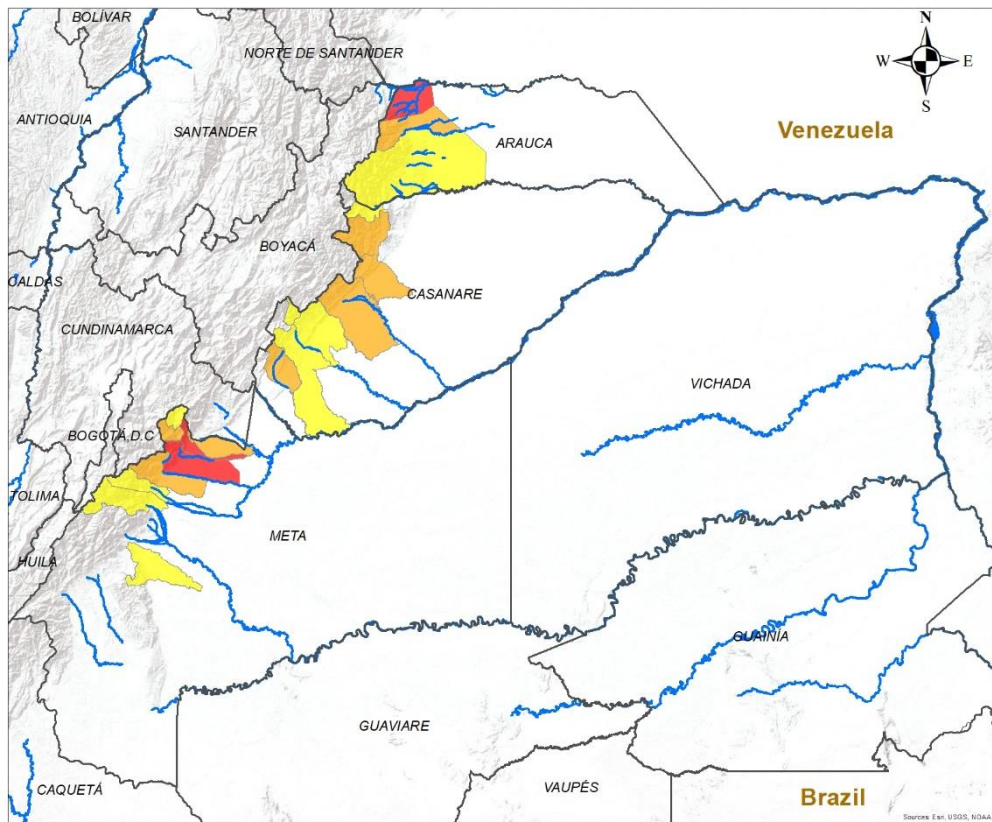 BOLÍVAR
N
NORTE DE SANTANDER
W
E
S
ANTIOQUIA
SANTANDER
Venezuela
ARAUCA
BOYACÁ
CALDAS
CASANARE
CUNDINAMARCA
VICHADA
BOGOTÁ,D.C
TOLIMA
META
HUILA
GUAINÍA
GUAVIARE
CAQUETÁ
VAUPÉS
Brazil
Sources: Esri, USGS, NOAA